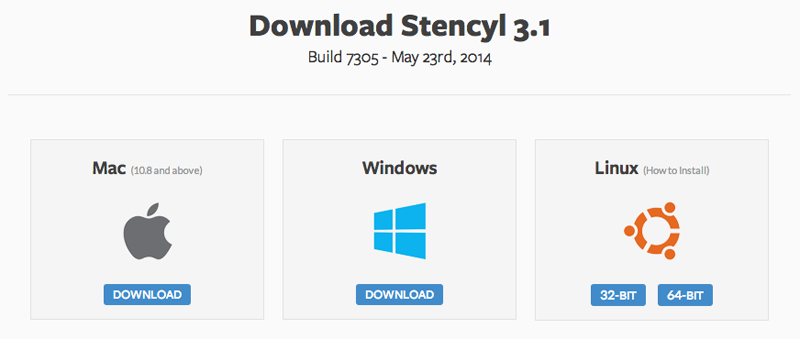 Download Stencyl 3.1
Build 7305 - May 23rd, 2014
Mac (10.8 and above)
DOWNLOAD
Windows
DOWNLOAD
Linux (How to Install)
32-BIT 64-BIT